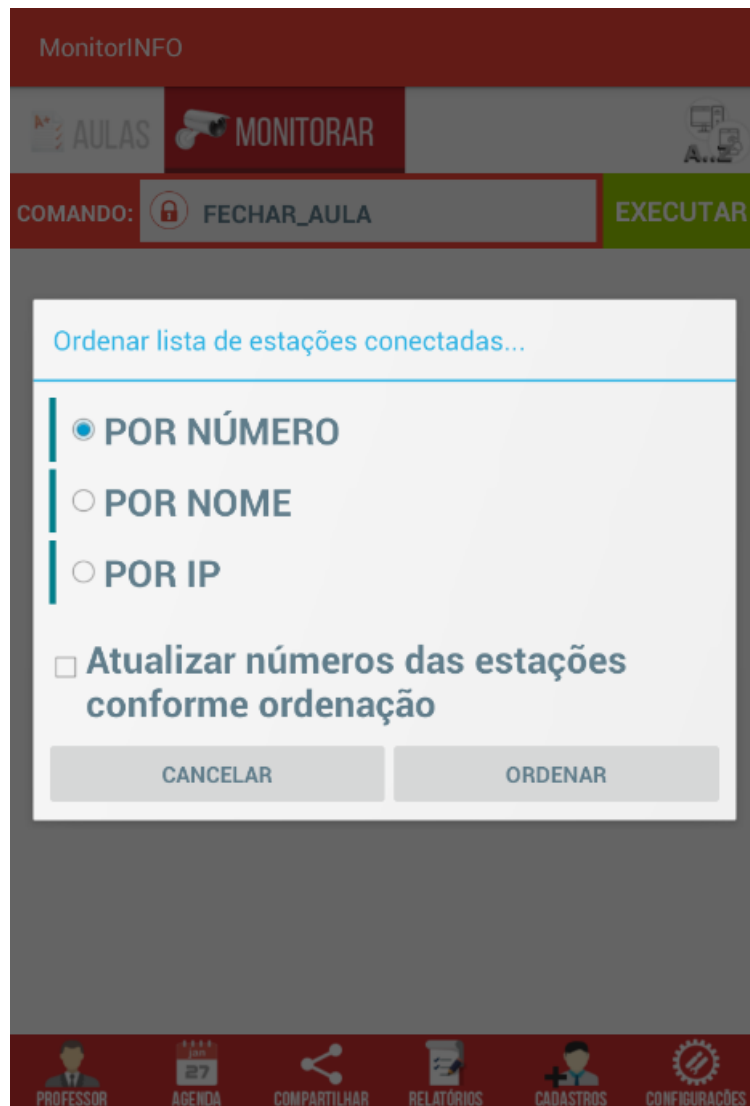 MonitorINFO
A+
AULAS
MONITORAR
A..Z
COMANDO:
FECHAR_AULA
EXECUTAR
Ordenar lista de estações conectadas...
POR NÚMERO
POR NOME
POR IP
Atualizar números das estações
conforme ordenação
CANCELAR
ORDENAR
jan
27
PROFESSOR
AGENDA
COMPARTILHAR
RELATÓRIOS
CADASTROS
CONFIGURAÇÕES